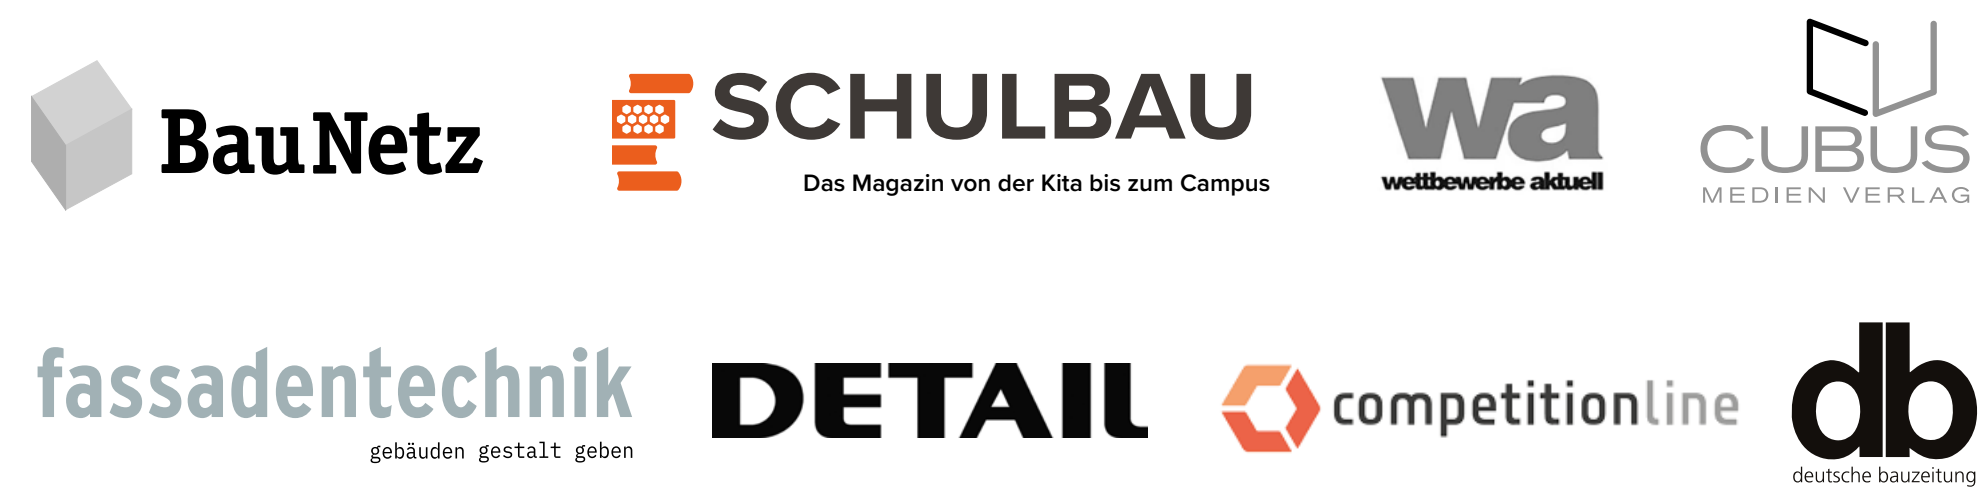 BauNetz
SCHULBAU
Das Magazin von der Kita bis zum Campus
wa
wettbewerbe aktuell
CUBUS
MEDIEN VERLAG
fassadentechnik
gebäuden gestalt geben
DETAIL
competitionline
db
deutsche bauzeitung